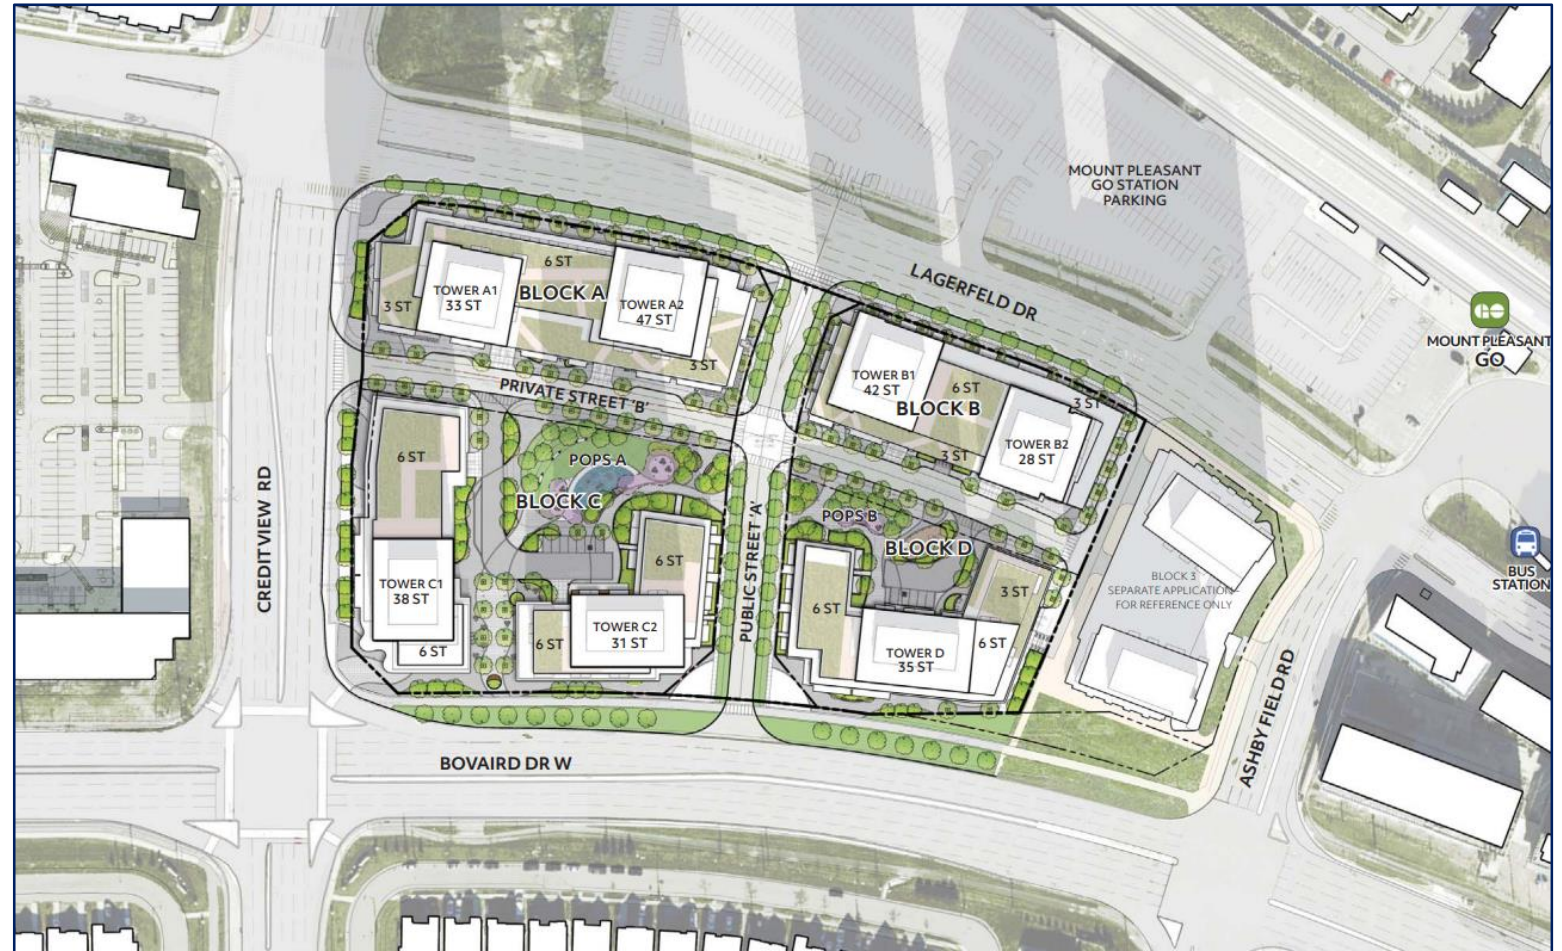 MOUNT PLEASANT
GO STATION
PARKING
LAGERFELD DR
GO
MOUNT PLEASANT
GO
6 ST
TOWER A1
33 ST
BLOCK A
TOWER A2
47 ST
3 ST
3 ST
PRIVATE STREET 'B'
TOWER B1
42 ST
6 ST
BLOCK B
3 ST
TOWER B2
28 ST
3 ST
CREDITVIEW RD
6 ST
POPS A
BLOCK C
6 ST
TOWER C1
38 ST
6 ST
6 ST
TOWER C2
31 ST
PUBLIC STREET 'A'
POPS B
BLOCK D
3 ST
6 ST
TOWER D
35 ST
6 ST
BLOCK 3
SEPARATE APPLICATION
FOR REFERENCE ONLY
BUS
STATION
ASHBY FIELD RD
BOVAIRD DR W